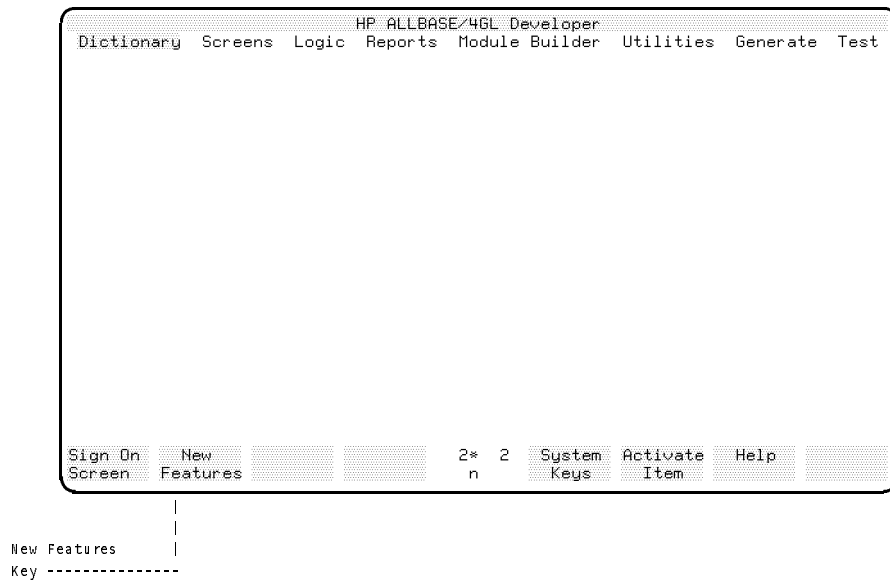 HP ALLBASE/4GL Developer
Dictionary Screens Logic Reports Module Builder Utilities Generate Test
Sign On New 2* 2 System Activate Help
Screen Features n Keys Item
New Features
Key